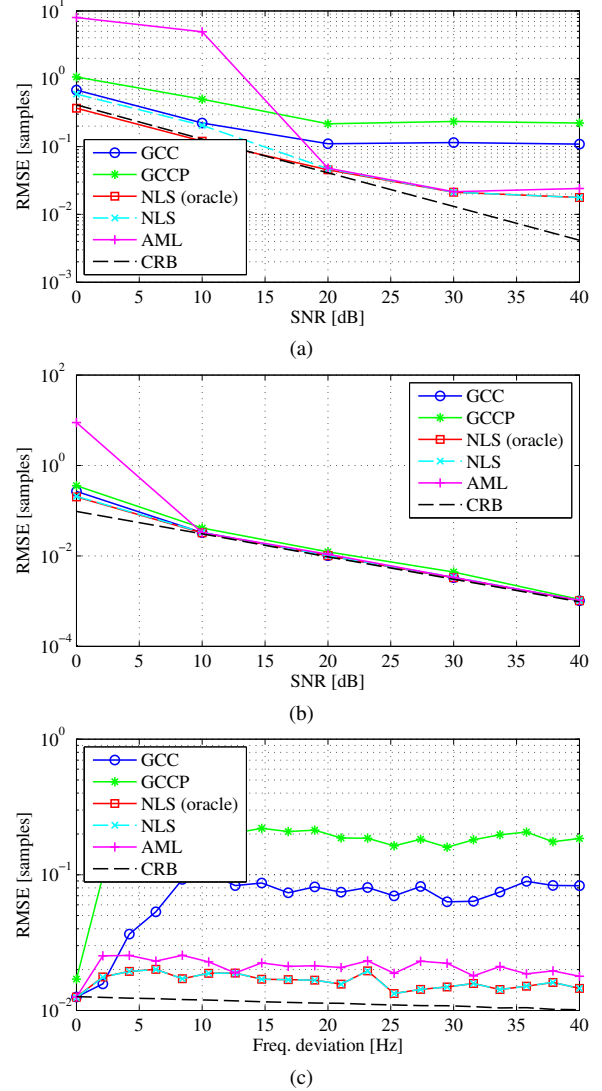 10^1
10^0
10^-1
10^-2
10^-3
RMSE [samples]
GCC
GCCP
NLS (oracle)
NLS
AML
CRB
0 5 10 15 20 25 30 35 40
SNR [dB]
(a)
10^2
10^0
10^-2
10^-4
RMSE [samples]
GCC
GCCP
NLS (oracle)
NLS
AML
CRB
0 5 10 15 20 25 30 35 40
SNR [dB]
(b)
10^0
10^-1
10^-2
RMSE [samples]
GCC
GCCP
NLS (oracle)
NLS
AML
CRB
0 5 10 15 20 25 30 35 40
Freq. deviation [Hz]
(c)